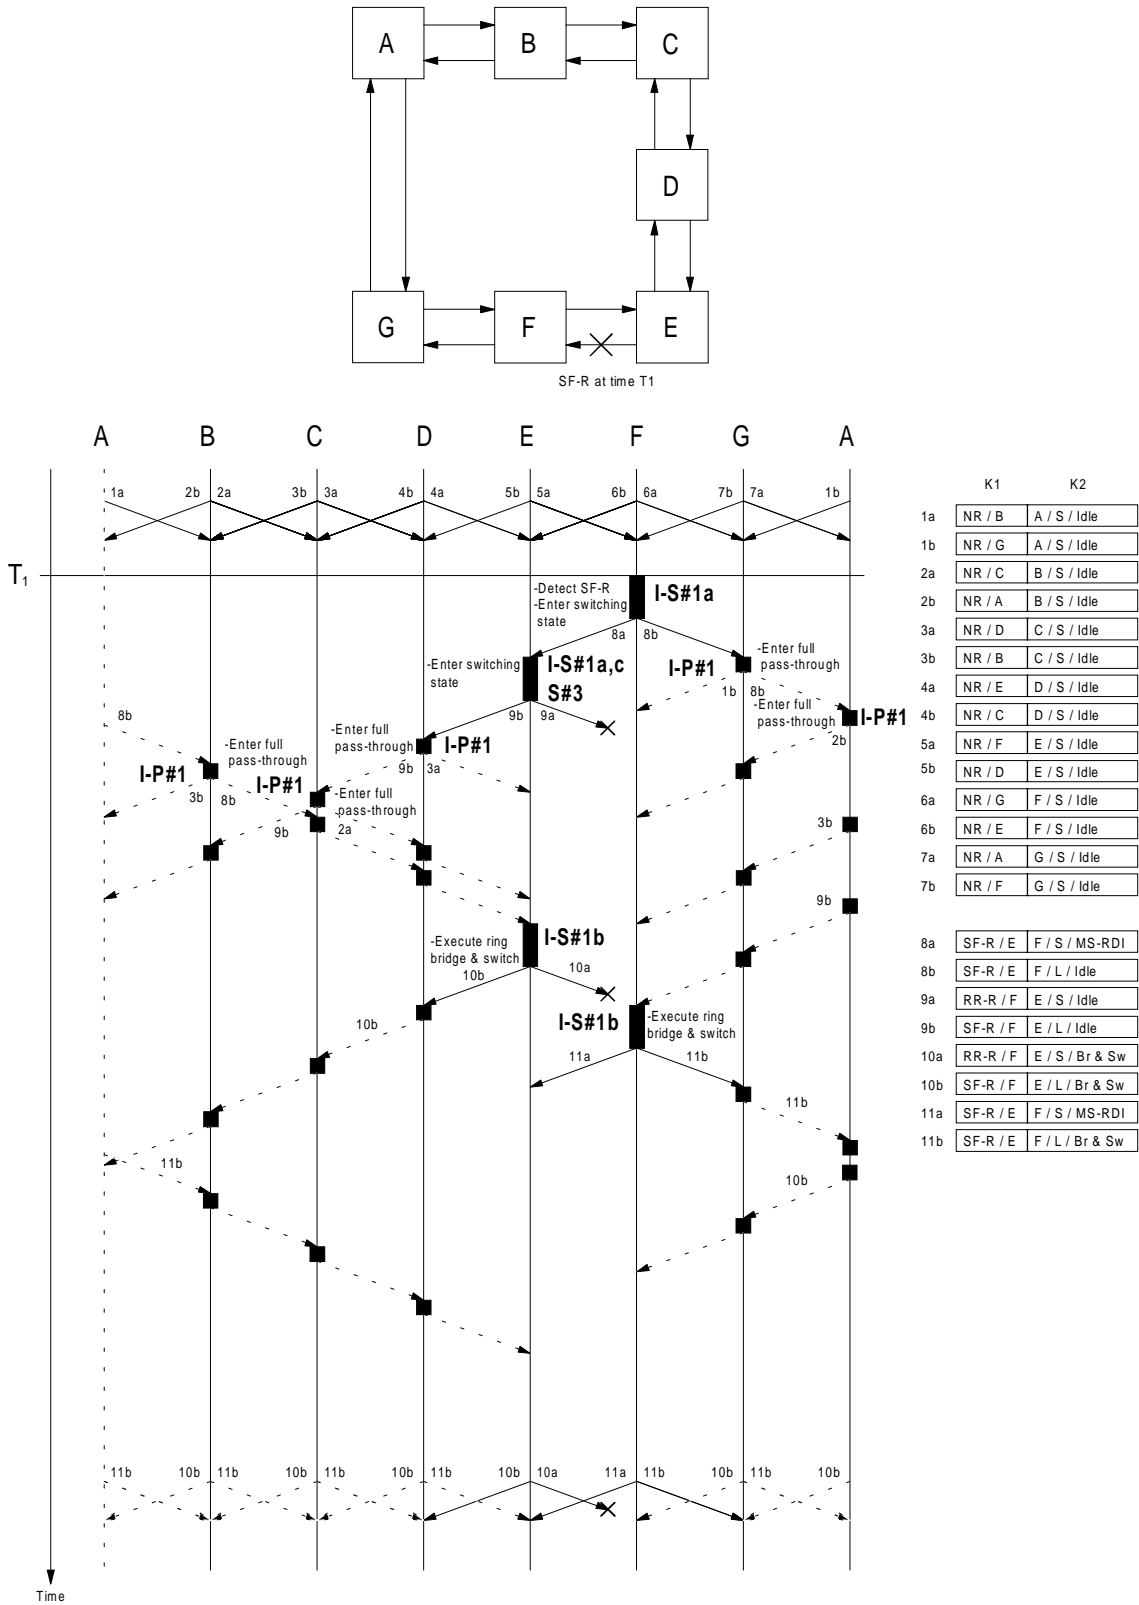 A B C
D
G F E
SF-R at time T1
A B C D E F G A
K1 K2
1a 2b 2a 3b 3a 4b 4a 5b 5a 6b 6a 7b 7a 1b
1a NR / B A / S / Idle
1b NR / G A / S / Idle
2a NR / C B / S / Idle
T1
-Detect SF-R
-Enter switching
state
I-S#1a
2b NR / A B / S / Idle
8a 8b
3a NR / D C / S / Idle
-Enter switching
state
I-S#1a,c
S#3
I-P#1
-Enter full
pass-through
3b NR / B C / S / Idle
1b 8b
4a NR / E D / S / Idle
-Enter full
pass-through
I-P#1
9b 9a
8b
4b NR / C D / S / Idle
-Enter full
pass-through
-Enter full
pass-through
I-P#1
2b
5a NR / F E / S / Idle
I-P#1
I-P#1
9b 3a
5b NR / D E / S / Idle
3b 8b
-Enter full
pass-through
6a NR / G F / S / Idle
9b 2a
3b
6b NR / E F / S / Idle
7a NR / A G / S / Idle
7b NR / F G / S / Idle
9b
-Execute ring
bridge & switch
I-S#1b
8a SF-R / E F / S / MS-RDI
10b 10a
8b SF-R / E F / L / Idle
9a RR-R / F E / S / Idle
10b
I-S#1b
-Execute ring
bridge & switch
9b SF-R / F E / L / Idle
11a 11b
10a RR-R / F E / S / Br & Sw
10b SF-R / F E / L / Br & Sw
11b
11a SF-R / E F / S / MS-RDI
11b SF-R / E F / L / Br & Sw
11b
10b
11b 10b 11b 10b 11b 10b 11b 10b 10a 11a 11b 10b 11b 10b
Time